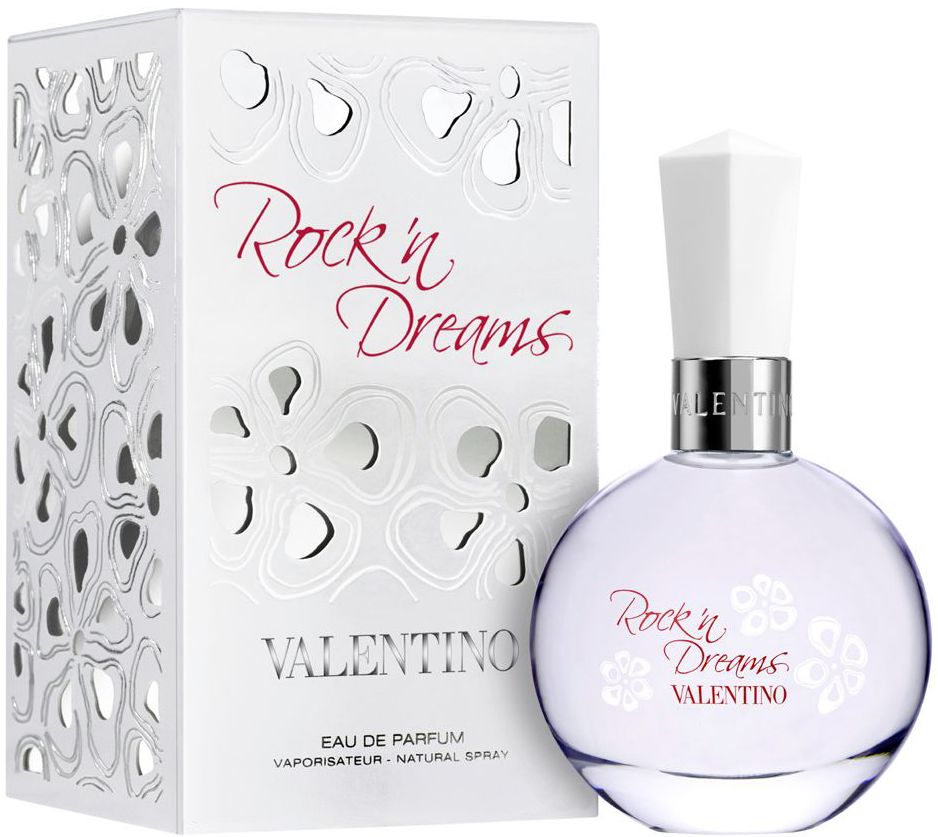 Rock 'n
Dreams
VALENTINO
EAU DE PARFUM
VAPORISATEUR - NATURAL SPRAY
VALENTINO
Rock 'n
Dreams
VALENTINO